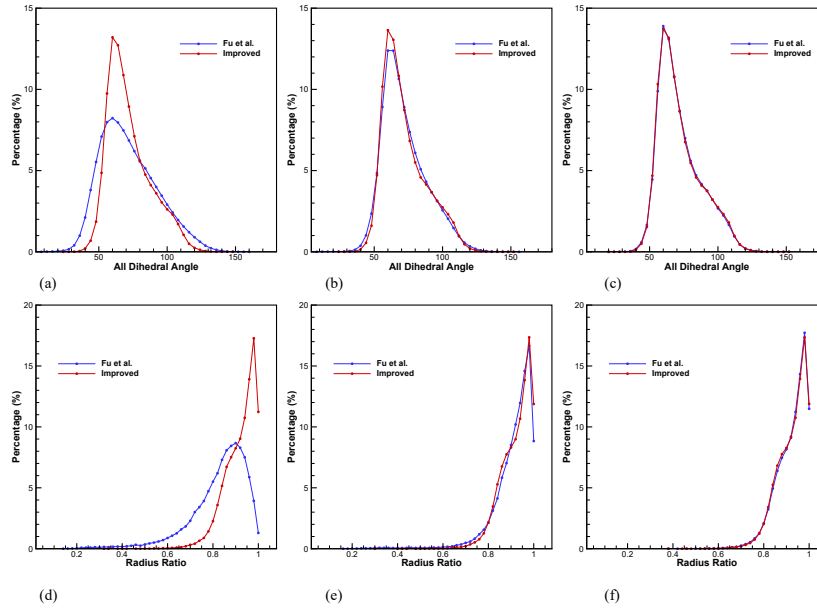 15
10
5
0
Percentage (%)
50
100
150
All Dihedral Angle
Fu et al.
Improved
(a)
15
10
5
0
Percentage (%)
50
100
150
All Dihedral Angle
Fu et al.
Improved
(b)
15
10
5
0
Percentage (%)
50
100
150
All Dihedral Angle
Fu et al.
Improved
(c)
20
15
10
5
0
Percentage (%)
0.2
0.4
0.6
0.8
1
Radius Ratio
Fu et al.
Improved
(d)
20
15
10
5
0
Percentage (%)
0.2
0.4
0.6
0.8
1
Radius Ratio
Fu et al.
Improved
(e)
20
15
10
5
0
Percentage (%)
0.2
0.4
0.6
0.8
1
Radius Ratio
Fu et al.
Improved
(f)